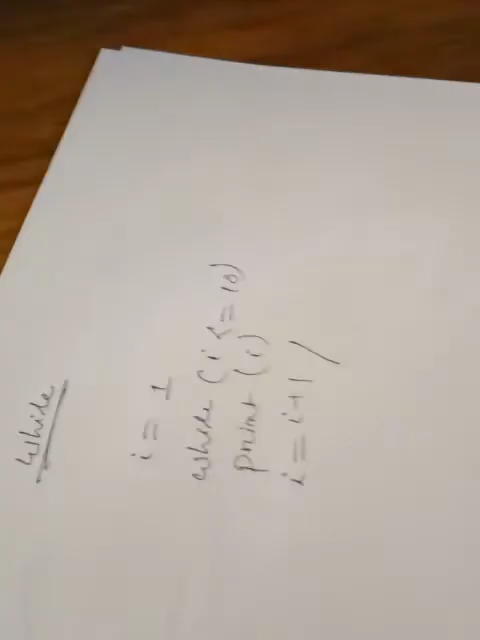 While
i = 1
while (i <= 10)
print (i)
i = i+1 /